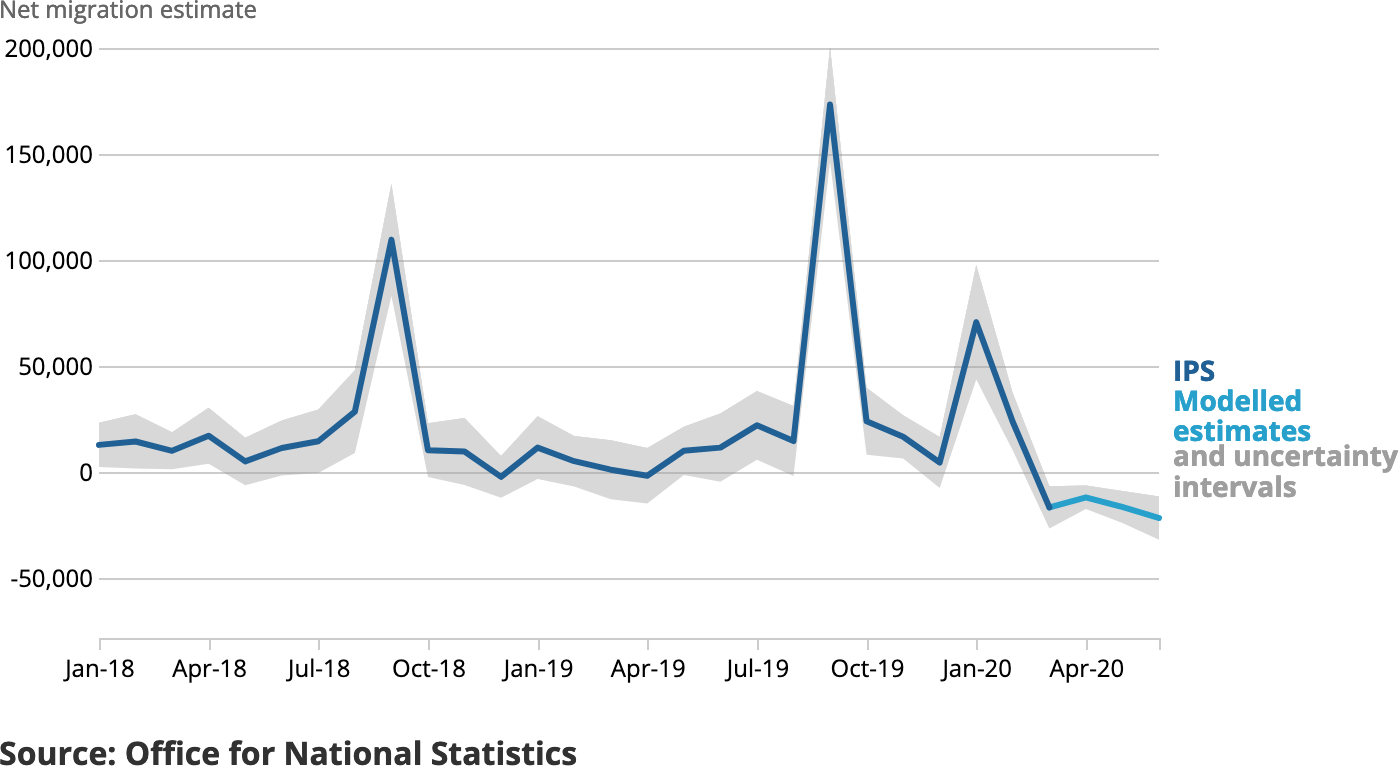 Net migration estimate
200,000
150,000
100,000
50,000
0
-50,000
IPS
Modelled
estimates
and uncertainty
intervals
Jan-18 Apr-18 Jul-18 Oct-18 Jan-19 Apr-19 Jul-19 Oct-19 Jan-20 Apr-20
Source: Office for National Statistics